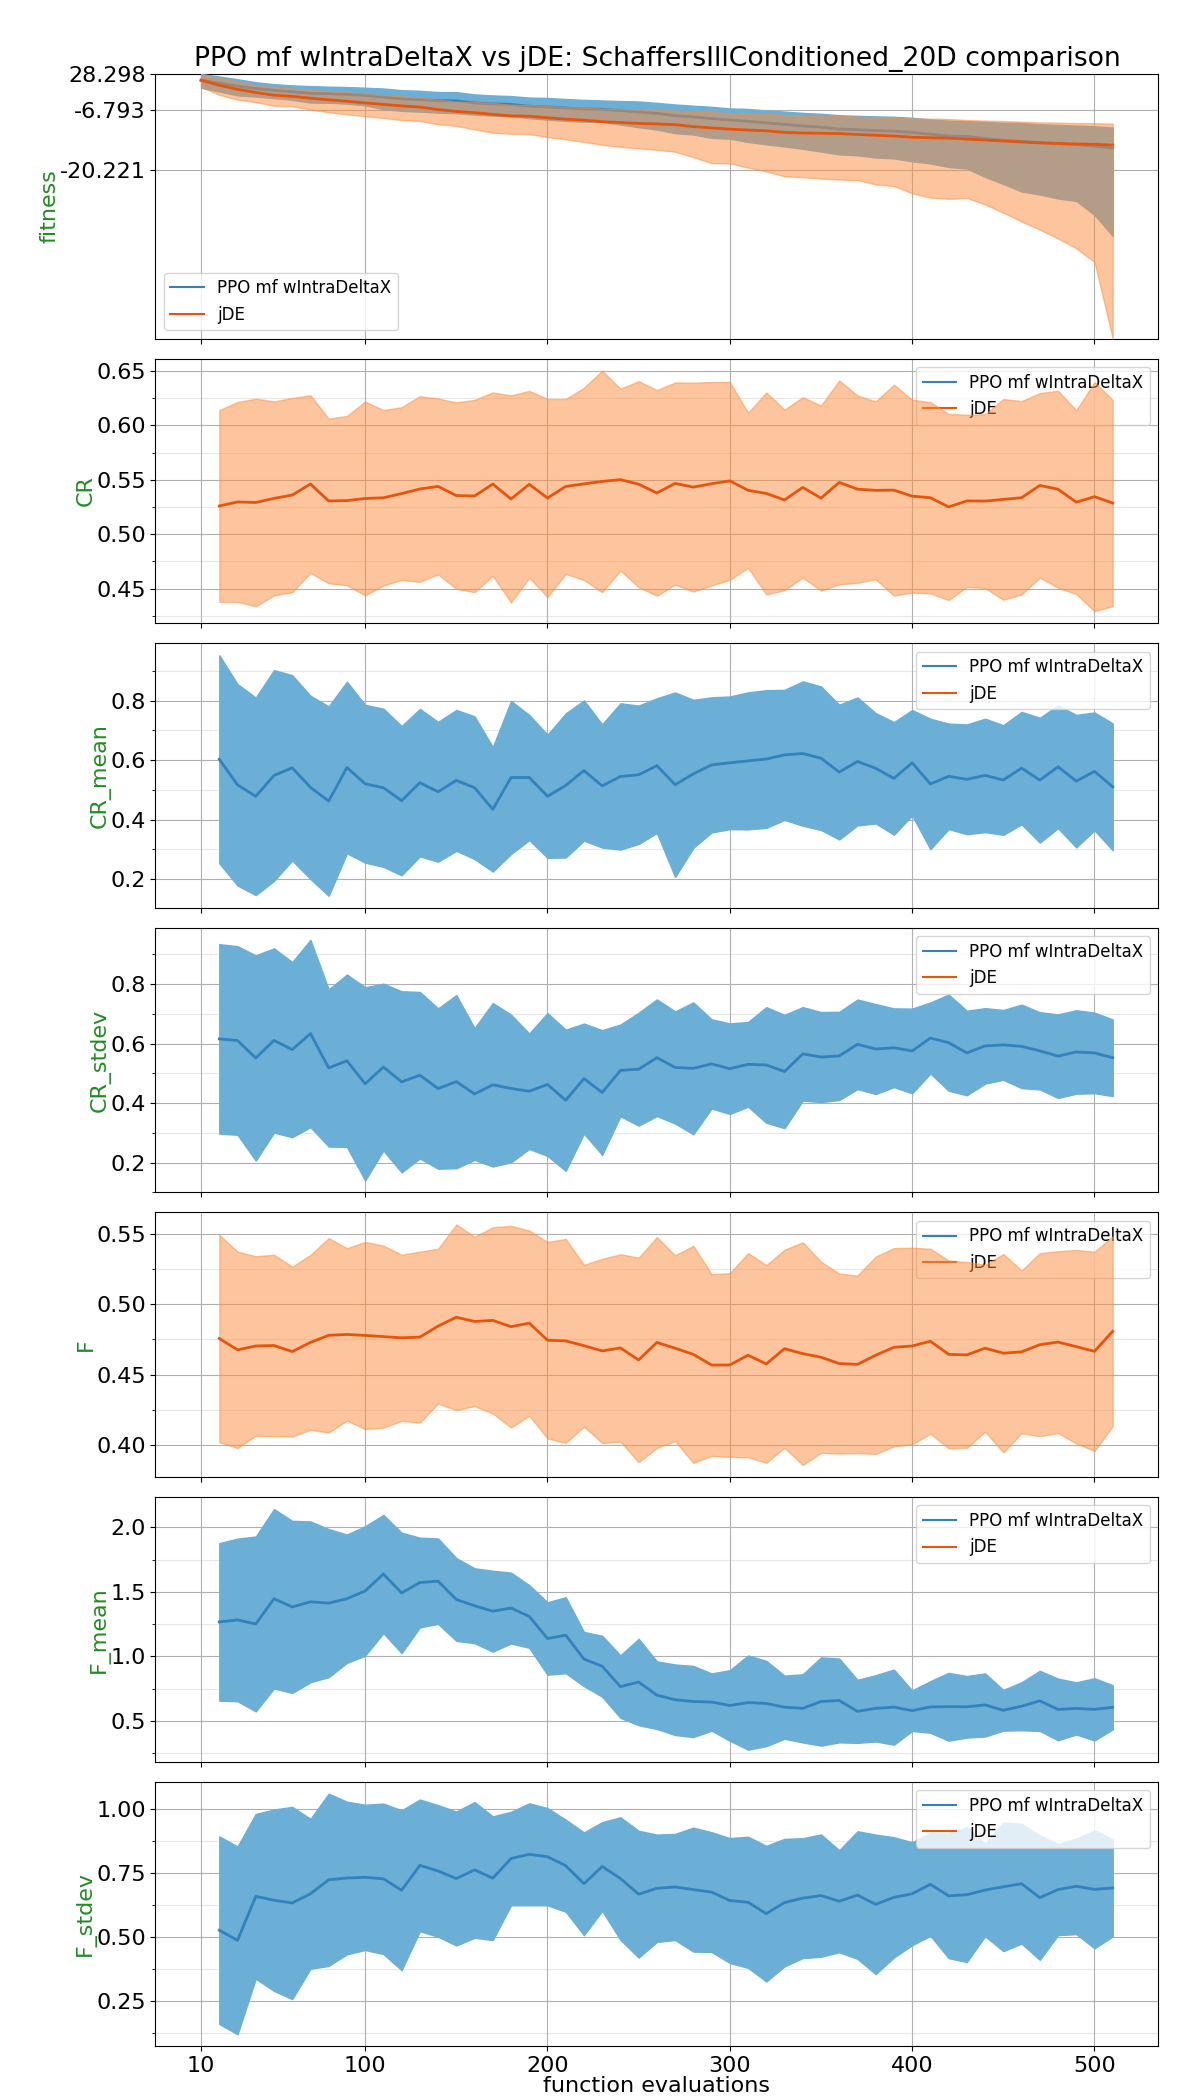 PPO mf wIntraDeltaX vs jDE: SchaffersIllConditioned_20D comparison
28.298
-6.793
-20.221
fitness
PPO mf wIntraDeltaX
jDE
0.65
0.60
0.55
0.50
0.45
CR
PPO mf wIntraDeltaX
jDE
0.8
0.6
0.4
0.2
CR_mean
PPO mf wIntraDeltaX
jDE
0.8
0.6
0.4
0.2
CR_stdev
PPO mf wIntraDeltaX
jDE
0.55
0.50
0.45
0.40
F
PPO mf wIntraDeltaX
jDE
2.0
1.5
1.0
0.5
F_mean
PPO mf wIntraDeltaX
jDE
1.00
0.75
0.50
0.25
F_stdev
PPO mf wIntraDeltaX
jDE
10 100 200 300 400 500
function evaluations